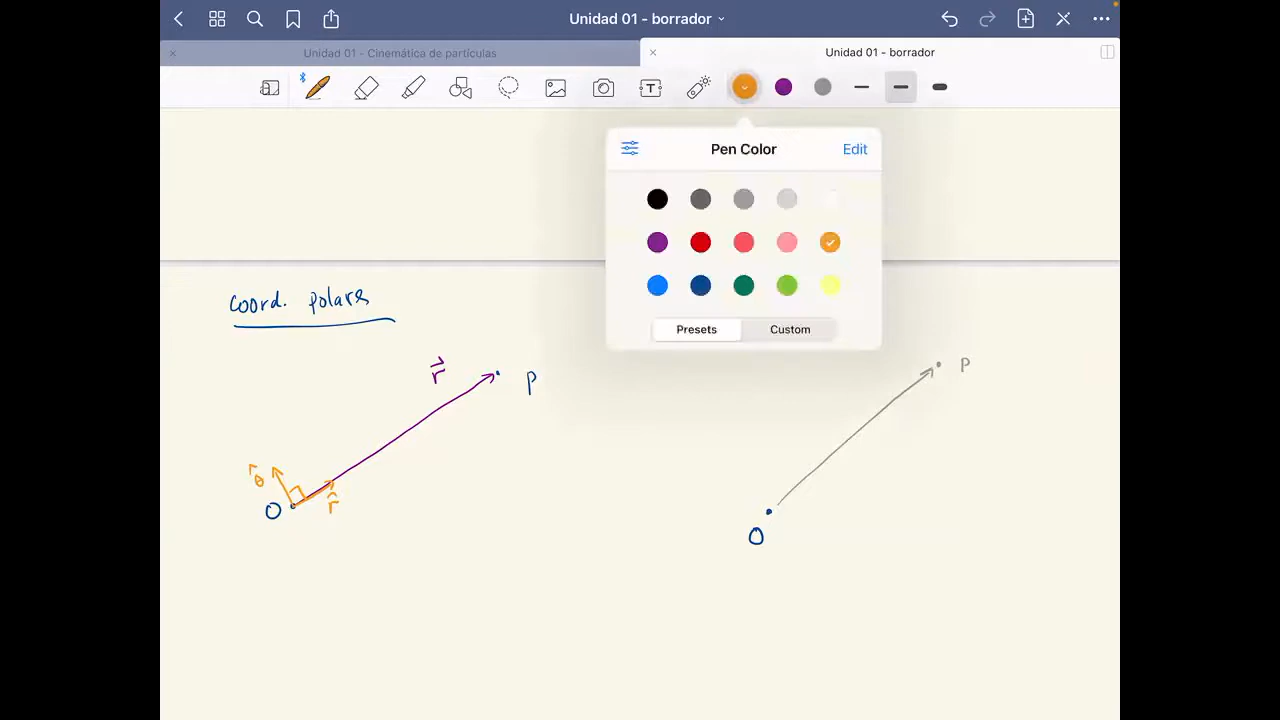 Unidad 01 - borrador
Unidad 01 - Cinemática de partículas
Unidad 01 - borrador
T
Pen Color
Edit
Presets
Custom
coord. polares
r⃗
P
P
θ̂
r̂
O
O